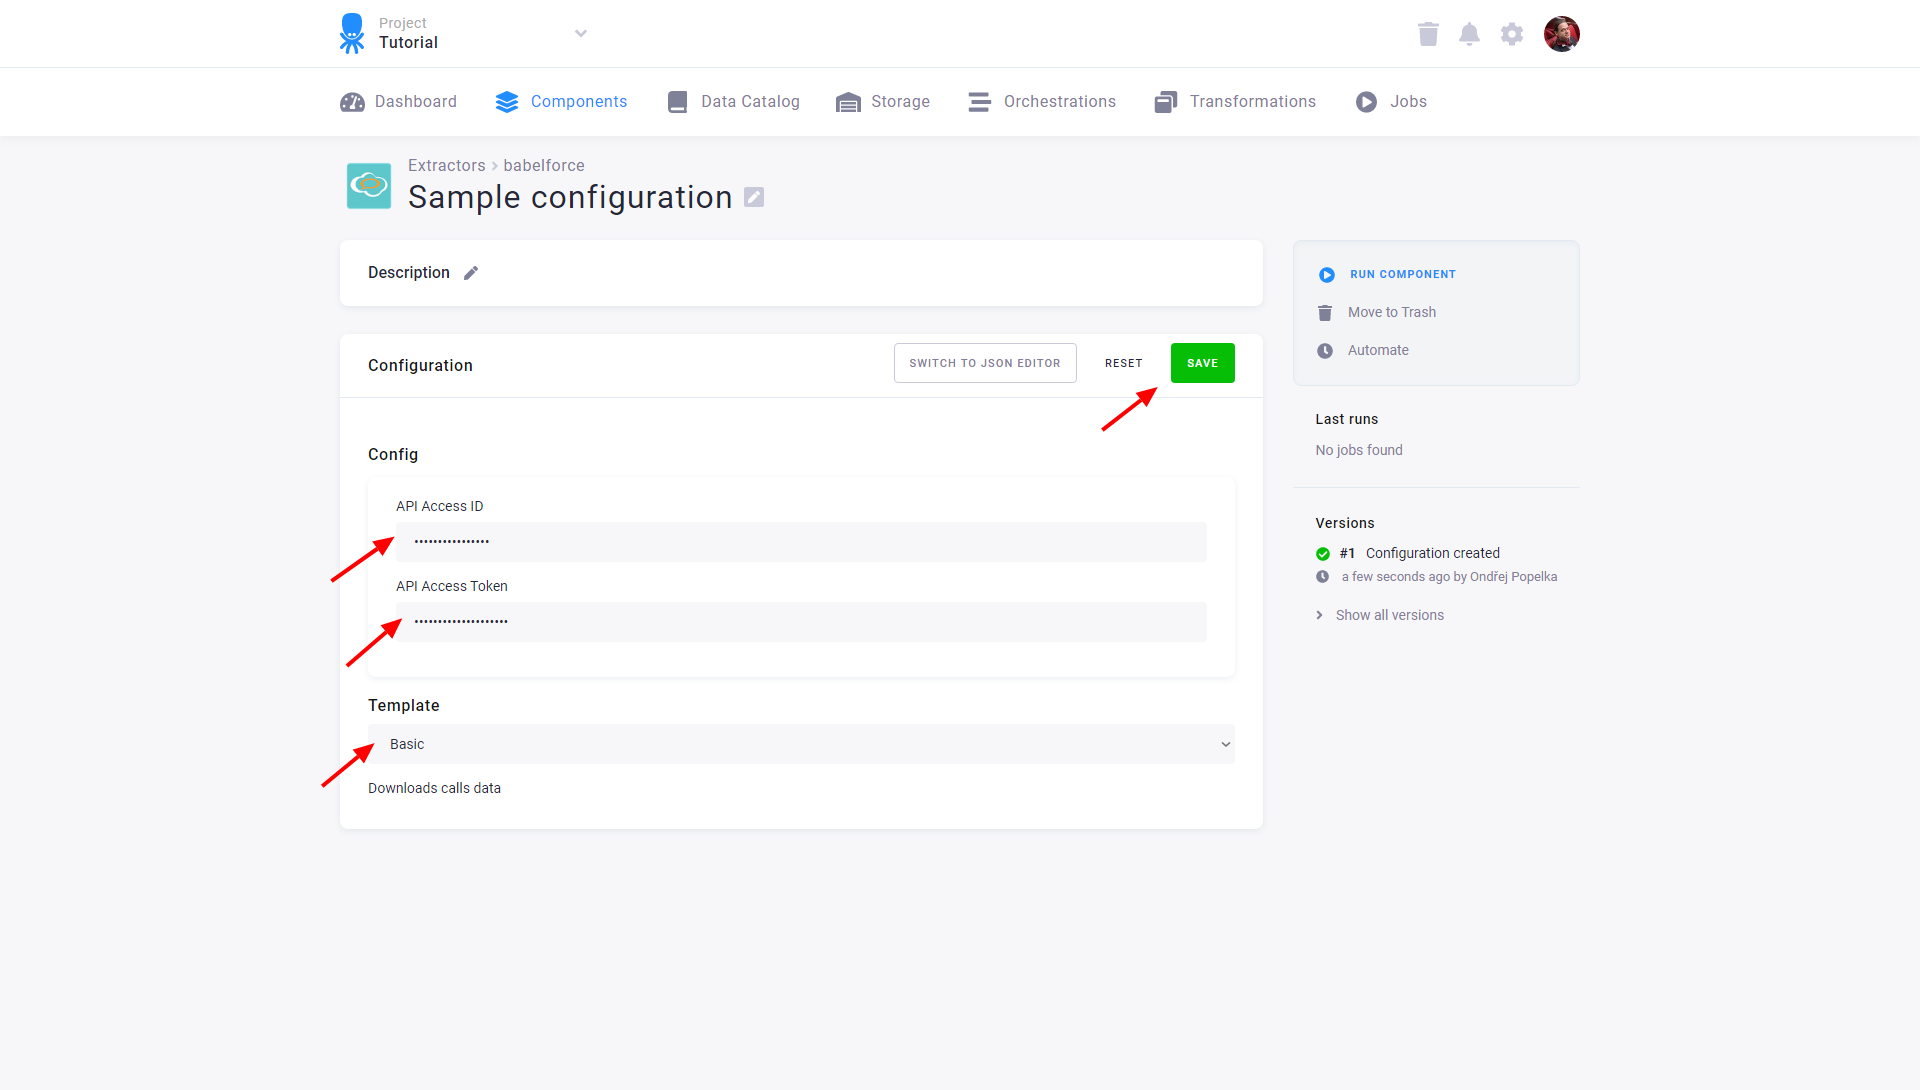 Project
Tutorial
Dashboard
Components
Data Catalog
Storage
Orchestrations
Transformations
Jobs
Extractors > babelforce
Sample configuration
Description
Configuration
SWITCH TO JSON EDITOR
RESET
SAVE
Config
API Access ID
••••••••••••••••
API Access Token
••••••••••••••••••••
Template
Basic
Downloads calls data
RUN COMPONENT
Move to Trash
Automate
Last runs
No jobs found
Versions
#1 Configuration created
a few seconds ago by Ondřej Popelka
Show all versions